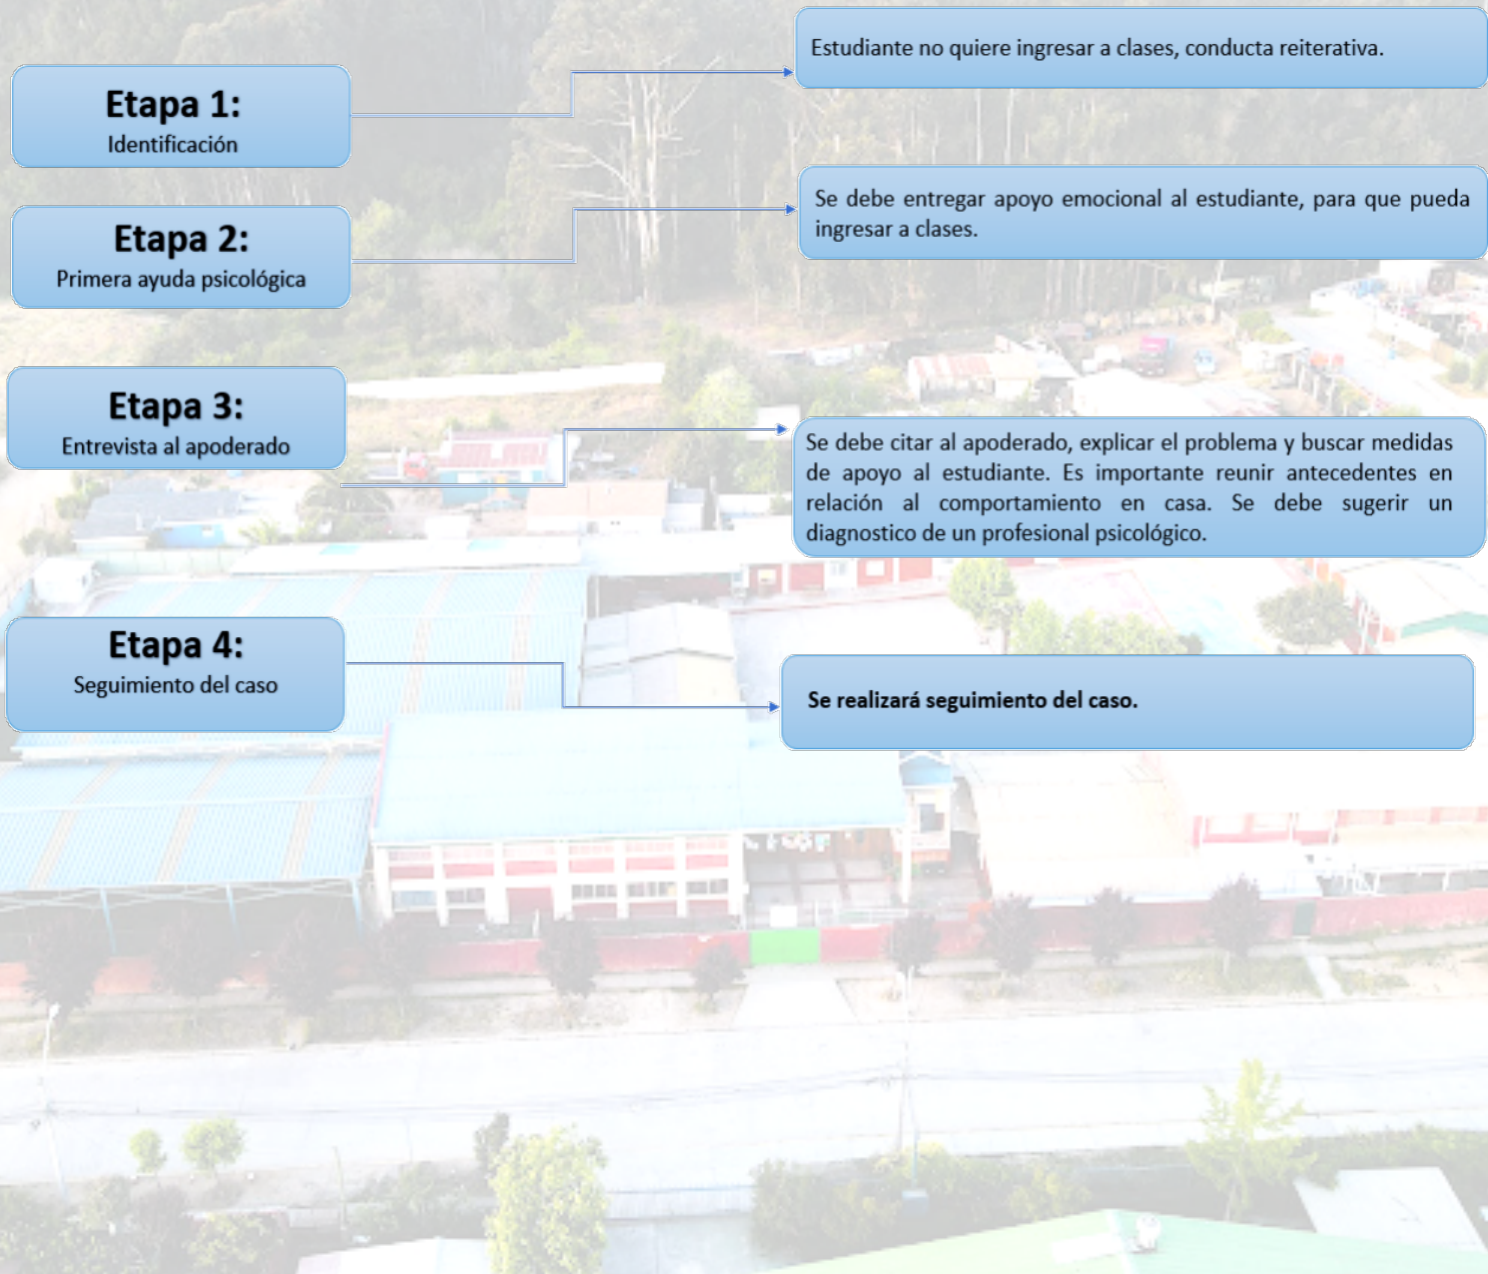 Estudiante no quiere ingresar a clases, conducta reiterativa.
Etapa 1:
Identificación
Se debe entregar apoyo emocional al estudiante, para que pueda
ingresar a clases.
Etapa 2:
Primera ayuda psicológica
Etapa 3:
Entrevista al apoderado
Se debe citar al apoderado, explicar el problema y buscar medidas
de apoyo al estudiante. Es importante reunir antecedentes en
relación al comportamiento en casa. Se debe sugerir un
diagnostico de un profesional psicológico.
Etapa 4:
Seguimiento del caso
Se realizará seguimiento del caso.